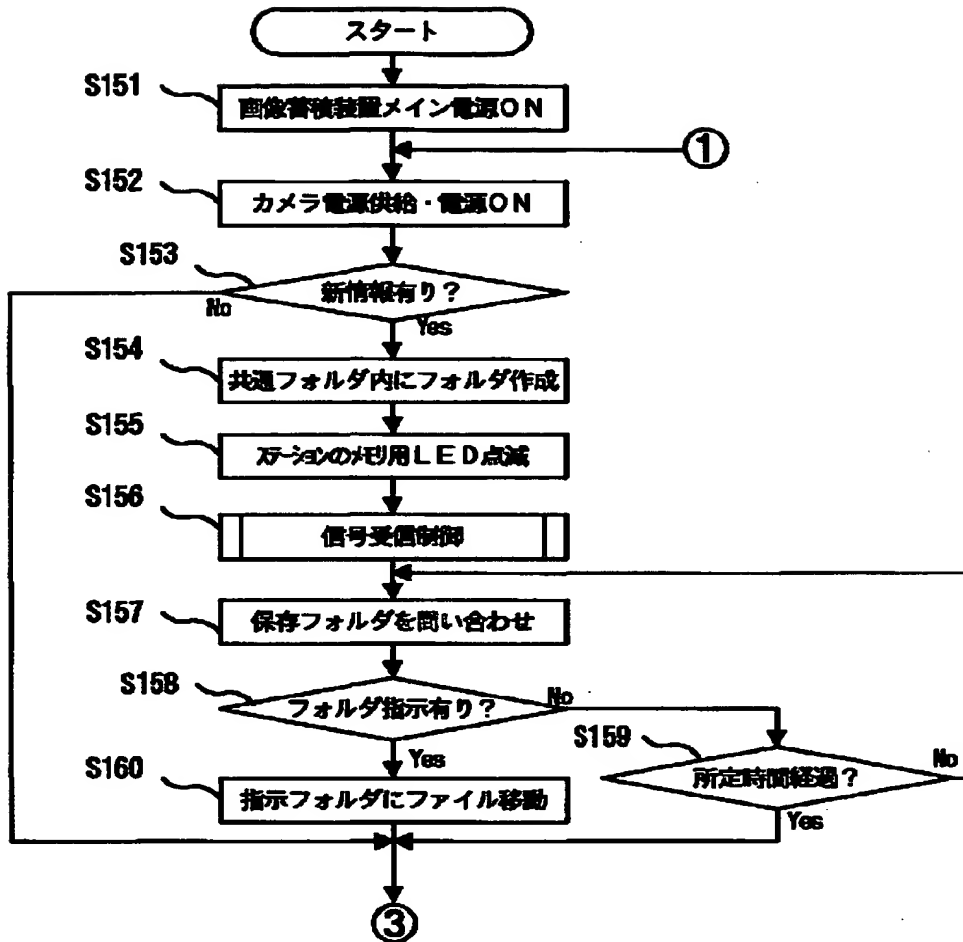 スタート
S151
画像蓄積装置メイン電源ON
①
S152
カメラ電源供給・電源ON
S153
新情報有り？
No
Yes
S154
共通フォルダ内にフォルダ作成
S155
ステーションのメモリ用LED点滅
S156
信号受信制御
S157
保存フォルダを問い合わせ
S158
フォルダ指示有り？
No
Yes
S159
所定時間経過？
No
Yes
S160
指示フォルダにファイル移動
③